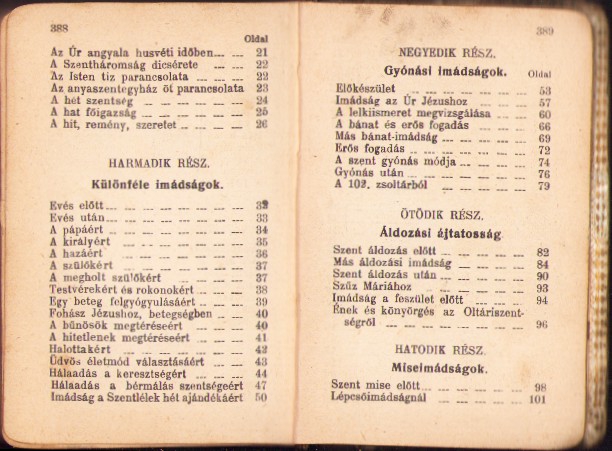 388
Oldal
Az Úr angyala husvéti időben 21
A Szentháromság dicsérete 22
Az Isten tiz parancsolata 22
Az anyaszentegyház öt parancsolata 23
A hét szentség 24
A hat főigazság 25
A hit, remény, szeretet 26
HARMADIK RÉSZ.
Különféle imádságok.
Evés előtt 32
Evés után 33
A pápáért 34
A királyért 35
A hazáért 36
A szülőkért 37
A megholt szülőkért 37
Testvérekért és rokonokért 38
Egy beteg felgyógyulásáért 39
Fohász Jézushoz, betegségben 40
A bűnösök megtéréseért 40
A hitetlenek megtéréseért 41
Halottakért 42
Üdvös életmód választásáért 43
Hálaadás a keresztségért 44
Hálaadás a bérmálás szentségeért 47
Imádság a Szentlélek hét ajándékáért 50
389
NEGYEDIK RÉSZ.
Gyónási imádságok.
Oldal
Előkészület 53
Imádság az Úr Jézushoz 57
A lelkiismeret megvizsgálása 60
A bánat és erős fogadás 66
Más bánat-imádság 69
Erős fogadás 72
A szent gyónás módja 74
Gyónás után 76
A 102. zsoltárból 79
ÖTÖDIK RÉSZ.
Áldozási ájtatosság
Szent áldozás előtt 82
Más áldozási imádság 84
Szent áldozás után 90
Szűz Máriához 93
Imádság a feszület előtt 94
Ének és könyörgés az Oltáriszent-
ségről 96
HATODIK RÉSZ.
Miseimádságok.
Szent mise előtt 98
Lépcsőimádságnál 101